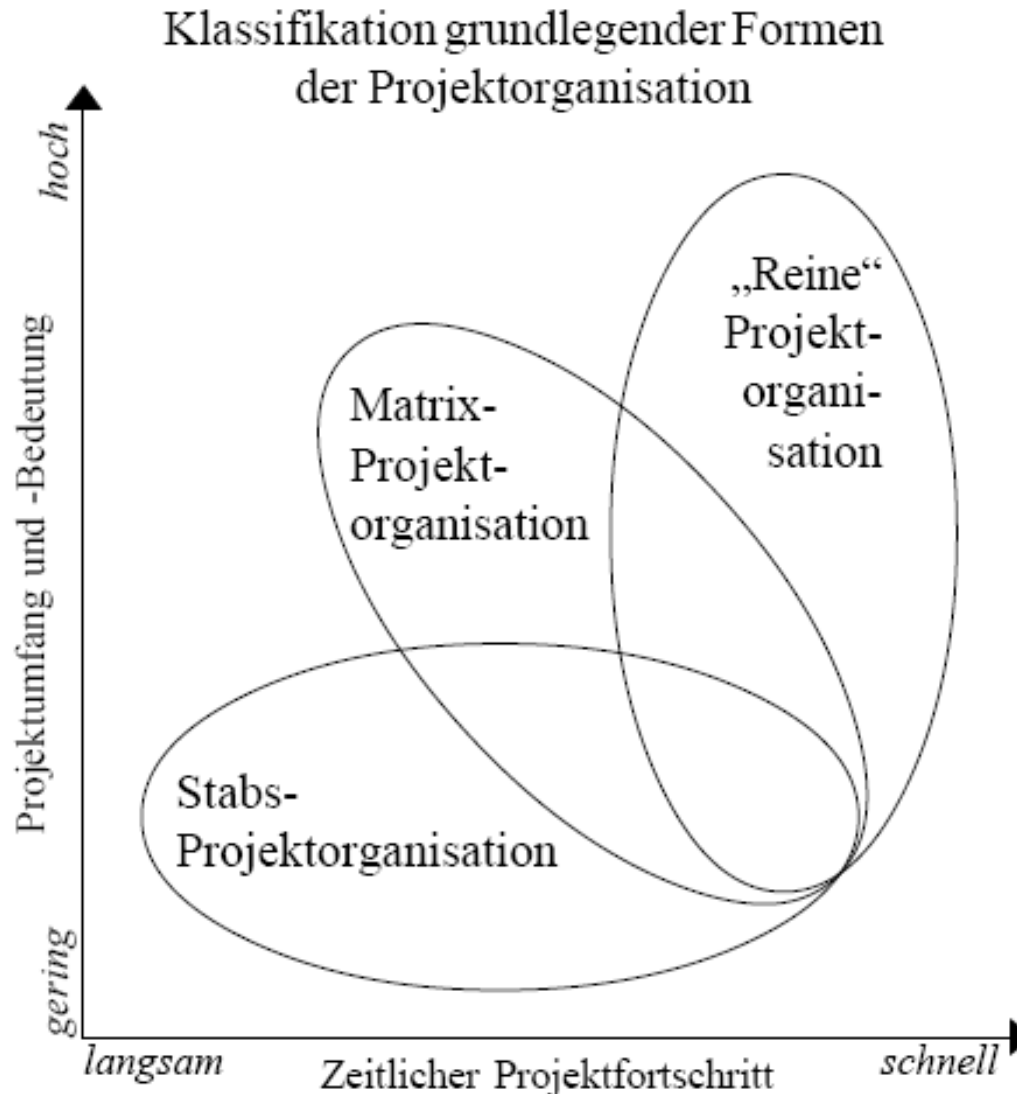 Klassifikation grundlegender Formen
der Projektorganisation
hoch
Projektumfang und -Bedeutung
gering
„Reine“
Projekt-
organi-
sation
Matrix-
Projekt-
organisation
Stabs-
Projektorganisation
langsam
Zeitlicher Projektfortschritt
schnell